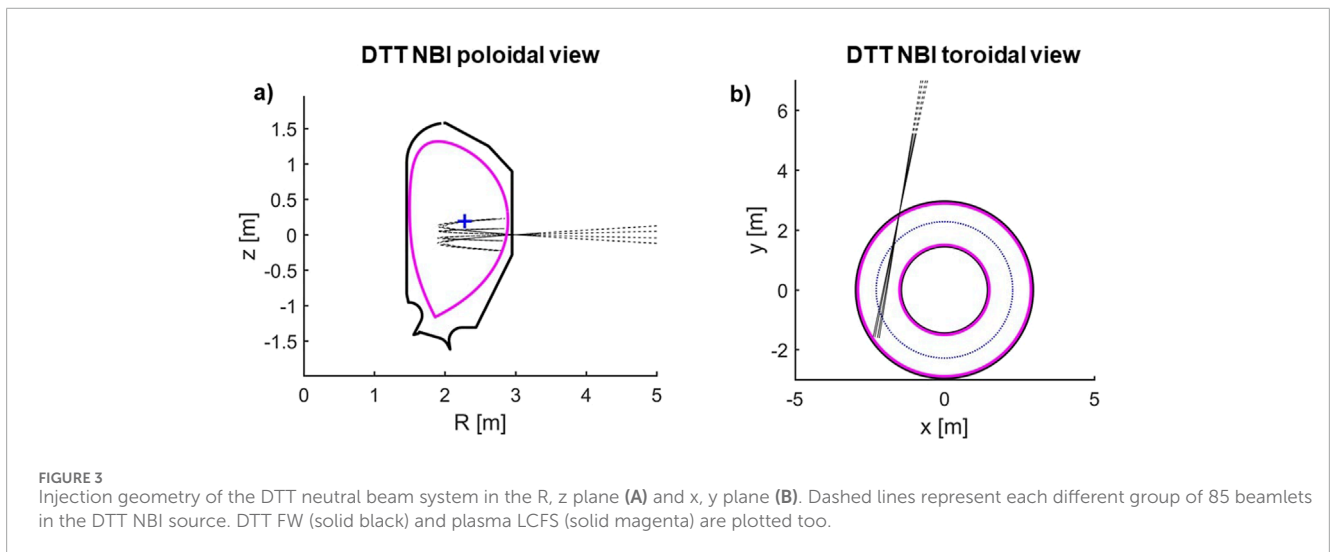 DTT NBI poloidal view
a)
1.5
1
0.5
0
-0.5
-1
-1.5
z [m]
0 1 2 3 4 5
R [m]
DTT NBI toroidal view
b)
6
4
2
0
-2
y [m]
-5 0 5
x [m]
FIGURE 3
Injection geometry of the DTT neutral beam system in the R, z plane (A) and x, y plane (B). Dashed lines represent each different group of 85 beamlets
in the DTT NBI source. DTT FW (solid black) and plasma LCFS (solid magenta) are plotted too.